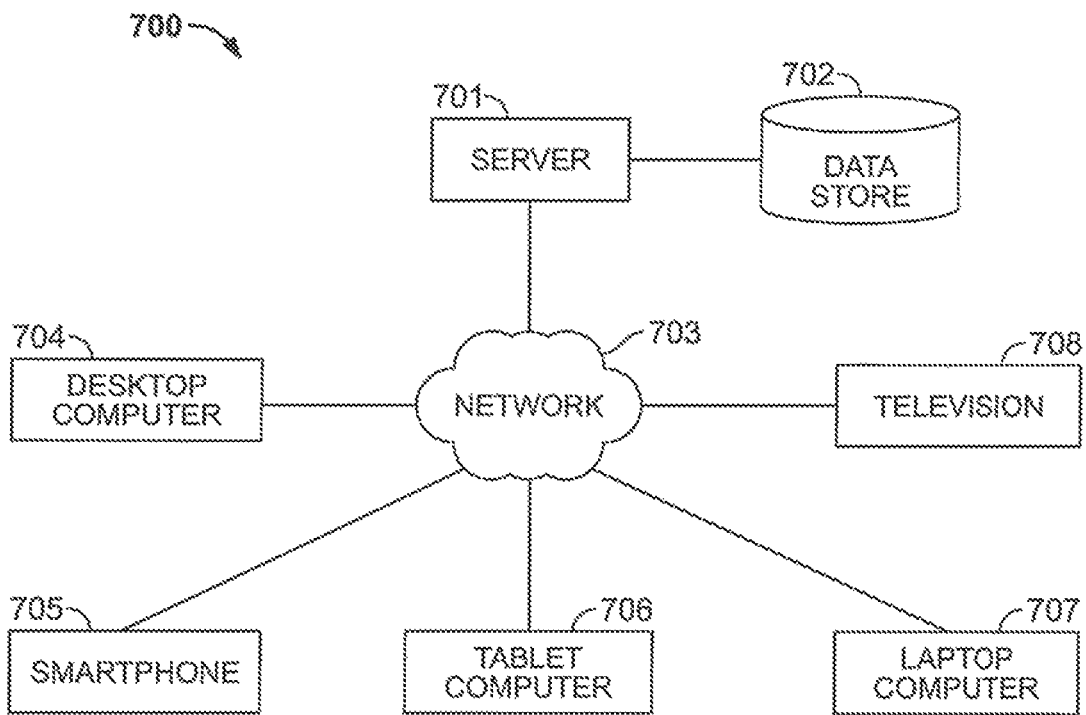 700
701
702
SERVER
DATA
STORE
704
703
708
DESKTOP
COMPUTER
NETWORK
TELEVISION
705
706
707
SMARTPHONE
TABLET
COMPUTER
LAPTOP
COMPUTER